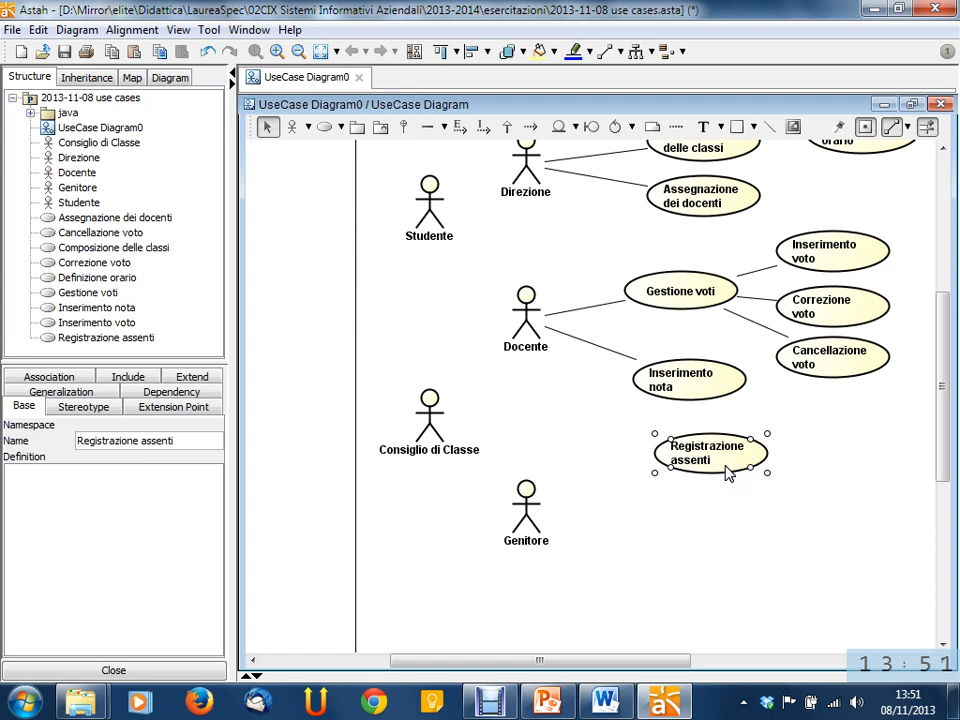 Astah - [D:\Mirror\elite\Didattica\LaureaSpec\02CIX Sistemi Informativi Aziendali\2013-2014\esercitazioni\2013-11-08 use cases.asta] (*)
File Edit Diagram Alignment View Tool Window Help
1
Structure Inheritance Map Diagram
2013-11-08 use cases
java
UseCase Diagram0
Consiglio di Classe
Direzione
Docente
Genitore
Studente
Assegnazione dei docenti
Cancellazione voto
Composizione delle classi
Correzione voto
Definizione orario
Gestione voti
Inserimento nota
Inserimento voto
Registrazione assenti
Association Include Extend
Generalization Dependency
Base Stereotype Extension Point
Namespace
Name Registrazione assenti
Definition
Close
UseCase Diagram0
UseCase Diagram0 / UseCase Diagram
E I T
delle classi
orario
Direzione
Assegnazione
dei docenti
Studente
Inserimento
voto
Gestione voti
Correzione
voto
Docente
Cancellazione
voto
Inserimento
nota
Consiglio di Classe
Registrazione
assenti
Genitore
13:51
13:51
08/11/2013